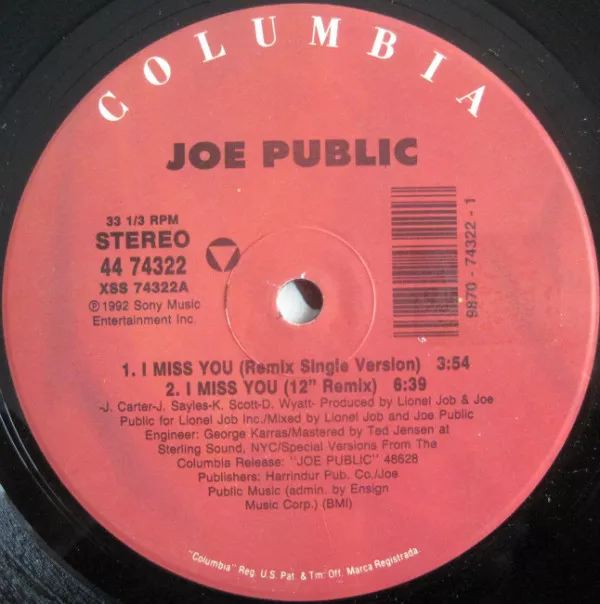 COLUMBIA
JOE PUBLIC
33 1/3 RPM
STEREO
44 74322
XSS 74322A
℗ 1992 Sony Music
Entertainment Inc.
9870 - 74322 - 1
1. I MISS YOU (Remix Single Version) 3:54
2. I MISS YOU (12" Remix) 6:39
-J. Carter-J. Sayles-K. Scott-D. Wyatt- Produced by Lionel Job & Joe
Public for Lionel Job Inc./Mixed by Lionel Job and Joe Public
Engineer: George Karras/Mastered by Ted Jensen at
Sterling Sound, NYC/Special Versions From The
Columbia Release: "JOE PUBLIC" 48628
Publishers: Harrindur Pub. Co./Joe
Public Music (admin. by Ensign
Music Corp.) (BMI)
"Columbia" Reg. U.S. Pat. & Tm. Off. Marca Registrada.